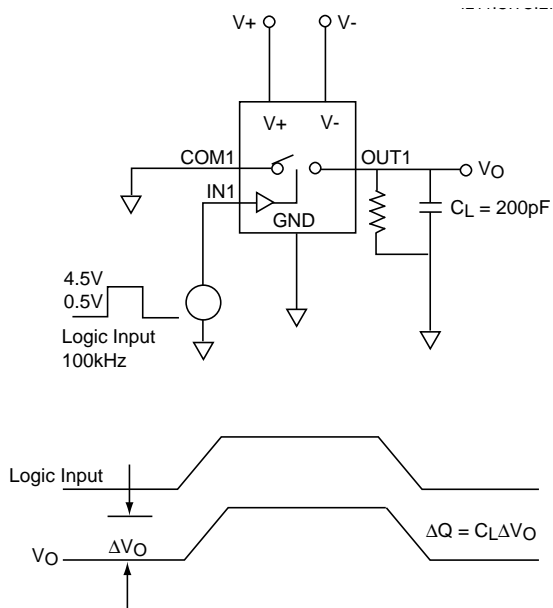 V+ V-
V+ V-
COM1 OUT1 VO
IN1
GND CL = 200pF
4.5V
0.5V
Logic Input
100kHz
Logic Input
ΔVO ΔQ = CLΔVO
VO